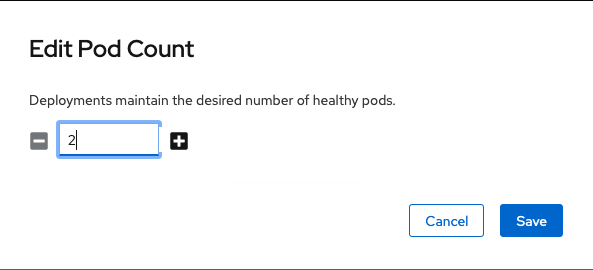 Edit Pod Count
Deployments maintain the desired number of healthy pods.
2
Cancel Save